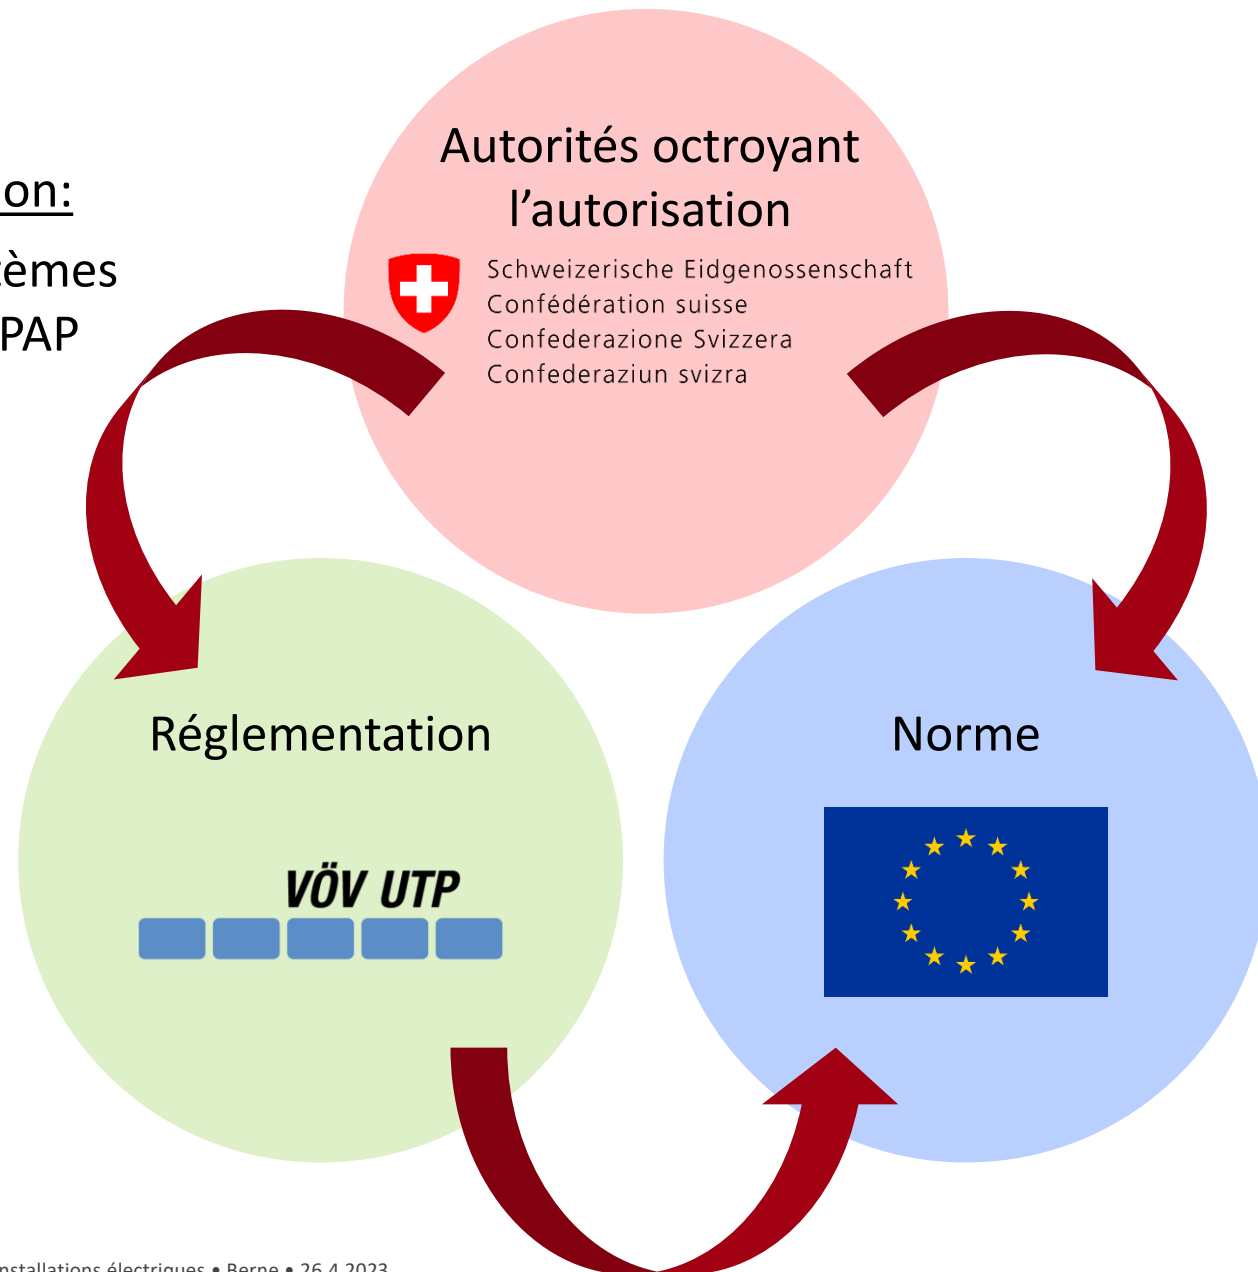 Autorités octroyant
l’autorisation
Schweizerische Eidgenossenschaft
Confédération suisse
Confederazione Svizzera
Confederaziun svizra
on:
tèmes
PAP
Réglementation
VÖV UTP
Norme
nstallations électriques • Berne • 26.4.2023